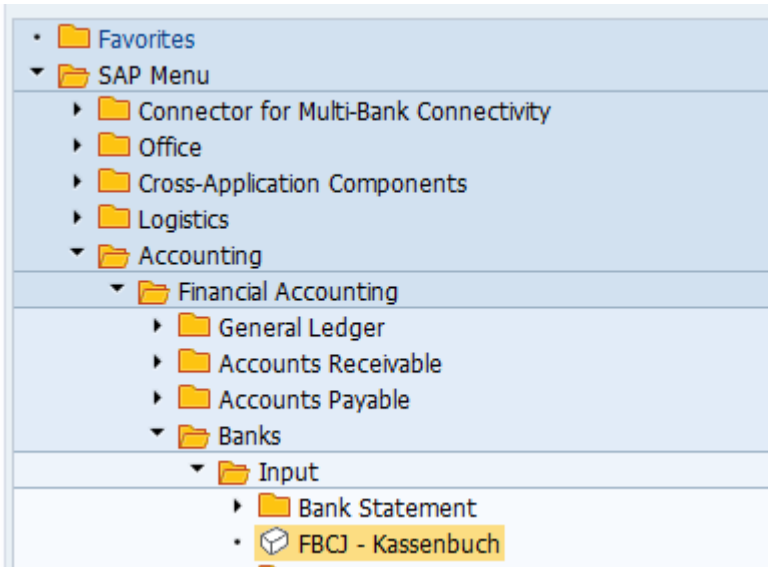 Favorites
SAP Menu
Connector for Multi-Bank Connectivity
Office
Cross-Application Components
Logistics
Accounting
Financial Accounting
General Ledger
Accounts Receivable
Accounts Payable
Banks
Input
Bank Statement
FBCJ - Kassenbuch